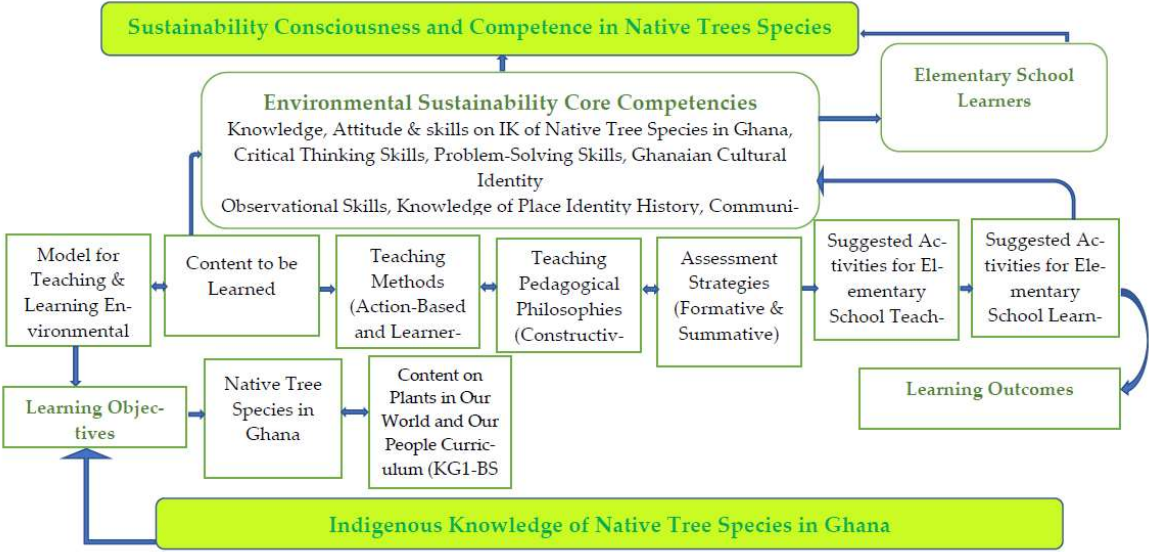 Sustainability Consciousness and Competence in Native Trees Species
Elementary School
Learners
Environmental Sustainability Core Competencies
Knowledge, Attitude & skills on IK of Native Tree Species in Ghana,
Critical Thinking Skills, Problem-Solving Skills, Ghanaian Cultural
Identity
Observational Skills, Knowledge of Place Identity History, Communi-
Model for
Teaching &
Learning En-
vironmental
Content to be
Learned
Teaching
Methods
(Action-Based
and Learner-
Teaching
Pedagogical
Philosophies
(Constructiv-
Assessment
Strategies
(Formative &
Summative)
Suggested Ac-
tivities for El-
ementary
School Teach-
Suggested Ac-
tivities for Ele-
mentary
School Learn-
Learning Objec-
tives
Native Tree
Species in
Ghana
Content on
Plants in Our
World and Our
People Curric-
ulum (KG1-BS
Learning Outcomes
Indigenous Knowledge of Native Tree Species in Ghana